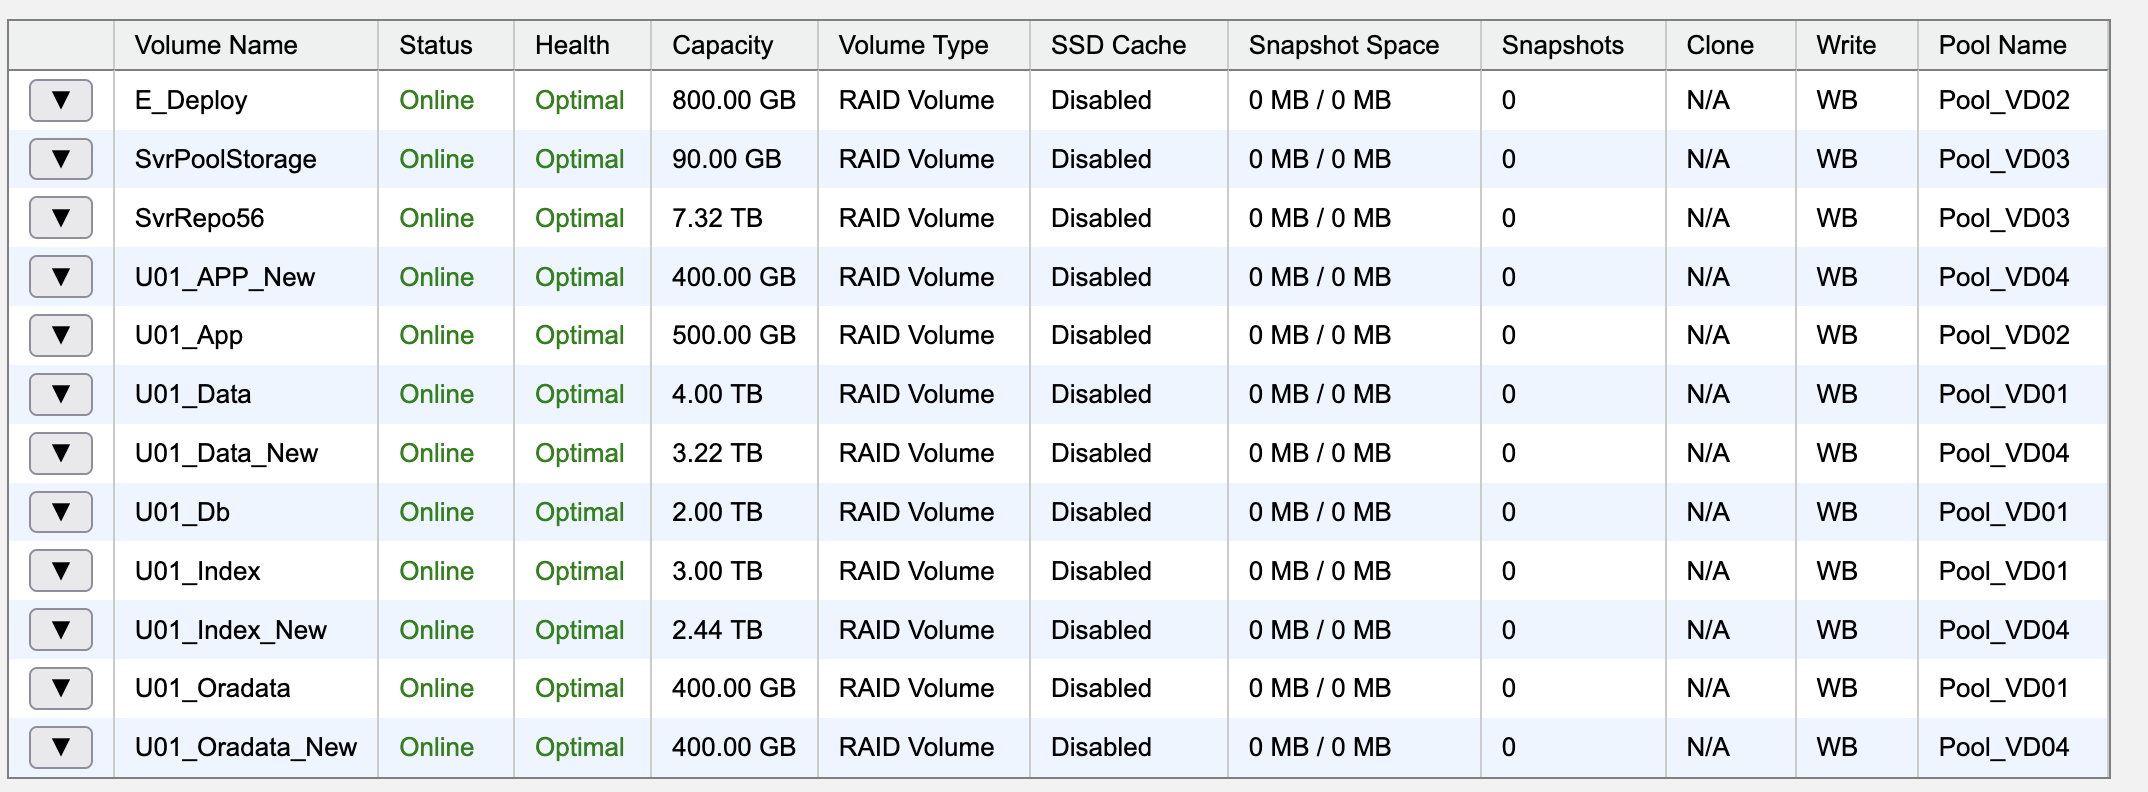 Volume Name Status Health Capacity Volume Type SSD Cache Snapshot Space Snapshots Clone Write Pool Name
▼ E_Deploy Online Optimal 800.00 GB RAID Volume Disabled 0 MB / 0 MB 0 N/A WB Pool_VD02
▼ SvrPoolStorage Online Optimal 90.00 GB RAID Volume Disabled 0 MB / 0 MB 0 N/A WB Pool_VD03
▼ SvrRepo56 Online Optimal 7.32 TB RAID Volume Disabled 0 MB / 0 MB 0 N/A WB Pool_VD03
▼ U01_APP_New Online Optimal 400.00 GB RAID Volume Disabled 0 MB / 0 MB 0 N/A WB Pool_VD04
▼ U01_App Online Optimal 500.00 GB RAID Volume Disabled 0 MB / 0 MB 0 N/A WB Pool_VD02
▼ U01_Data Online Optimal 4.00 TB RAID Volume Disabled 0 MB / 0 MB 0 N/A WB Pool_VD01
▼ U01_Data_New Online Optimal 3.22 TB RAID Volume Disabled 0 MB / 0 MB 0 N/A WB Pool_VD04
▼ U01_Db Online Optimal 2.00 TB RAID Volume Disabled 0 MB / 0 MB 0 N/A WB Pool_VD01
▼ U01_Index Online Optimal 3.00 TB RAID Volume Disabled 0 MB / 0 MB 0 N/A WB Pool_VD01
▼ U01_Index_New Online Optimal 2.44 TB RAID Volume Disabled 0 MB / 0 MB 0 N/A WB Pool_VD04
▼ U01_Oradata Online Optimal 400.00 GB RAID Volume Disabled 0 MB / 0 MB 0 N/A WB Pool_VD01
▼ U01_Oradata_New Online Optimal 400.00 GB RAID Volume Disabled 0 MB / 0 MB 0 N/A WB Pool_VD04